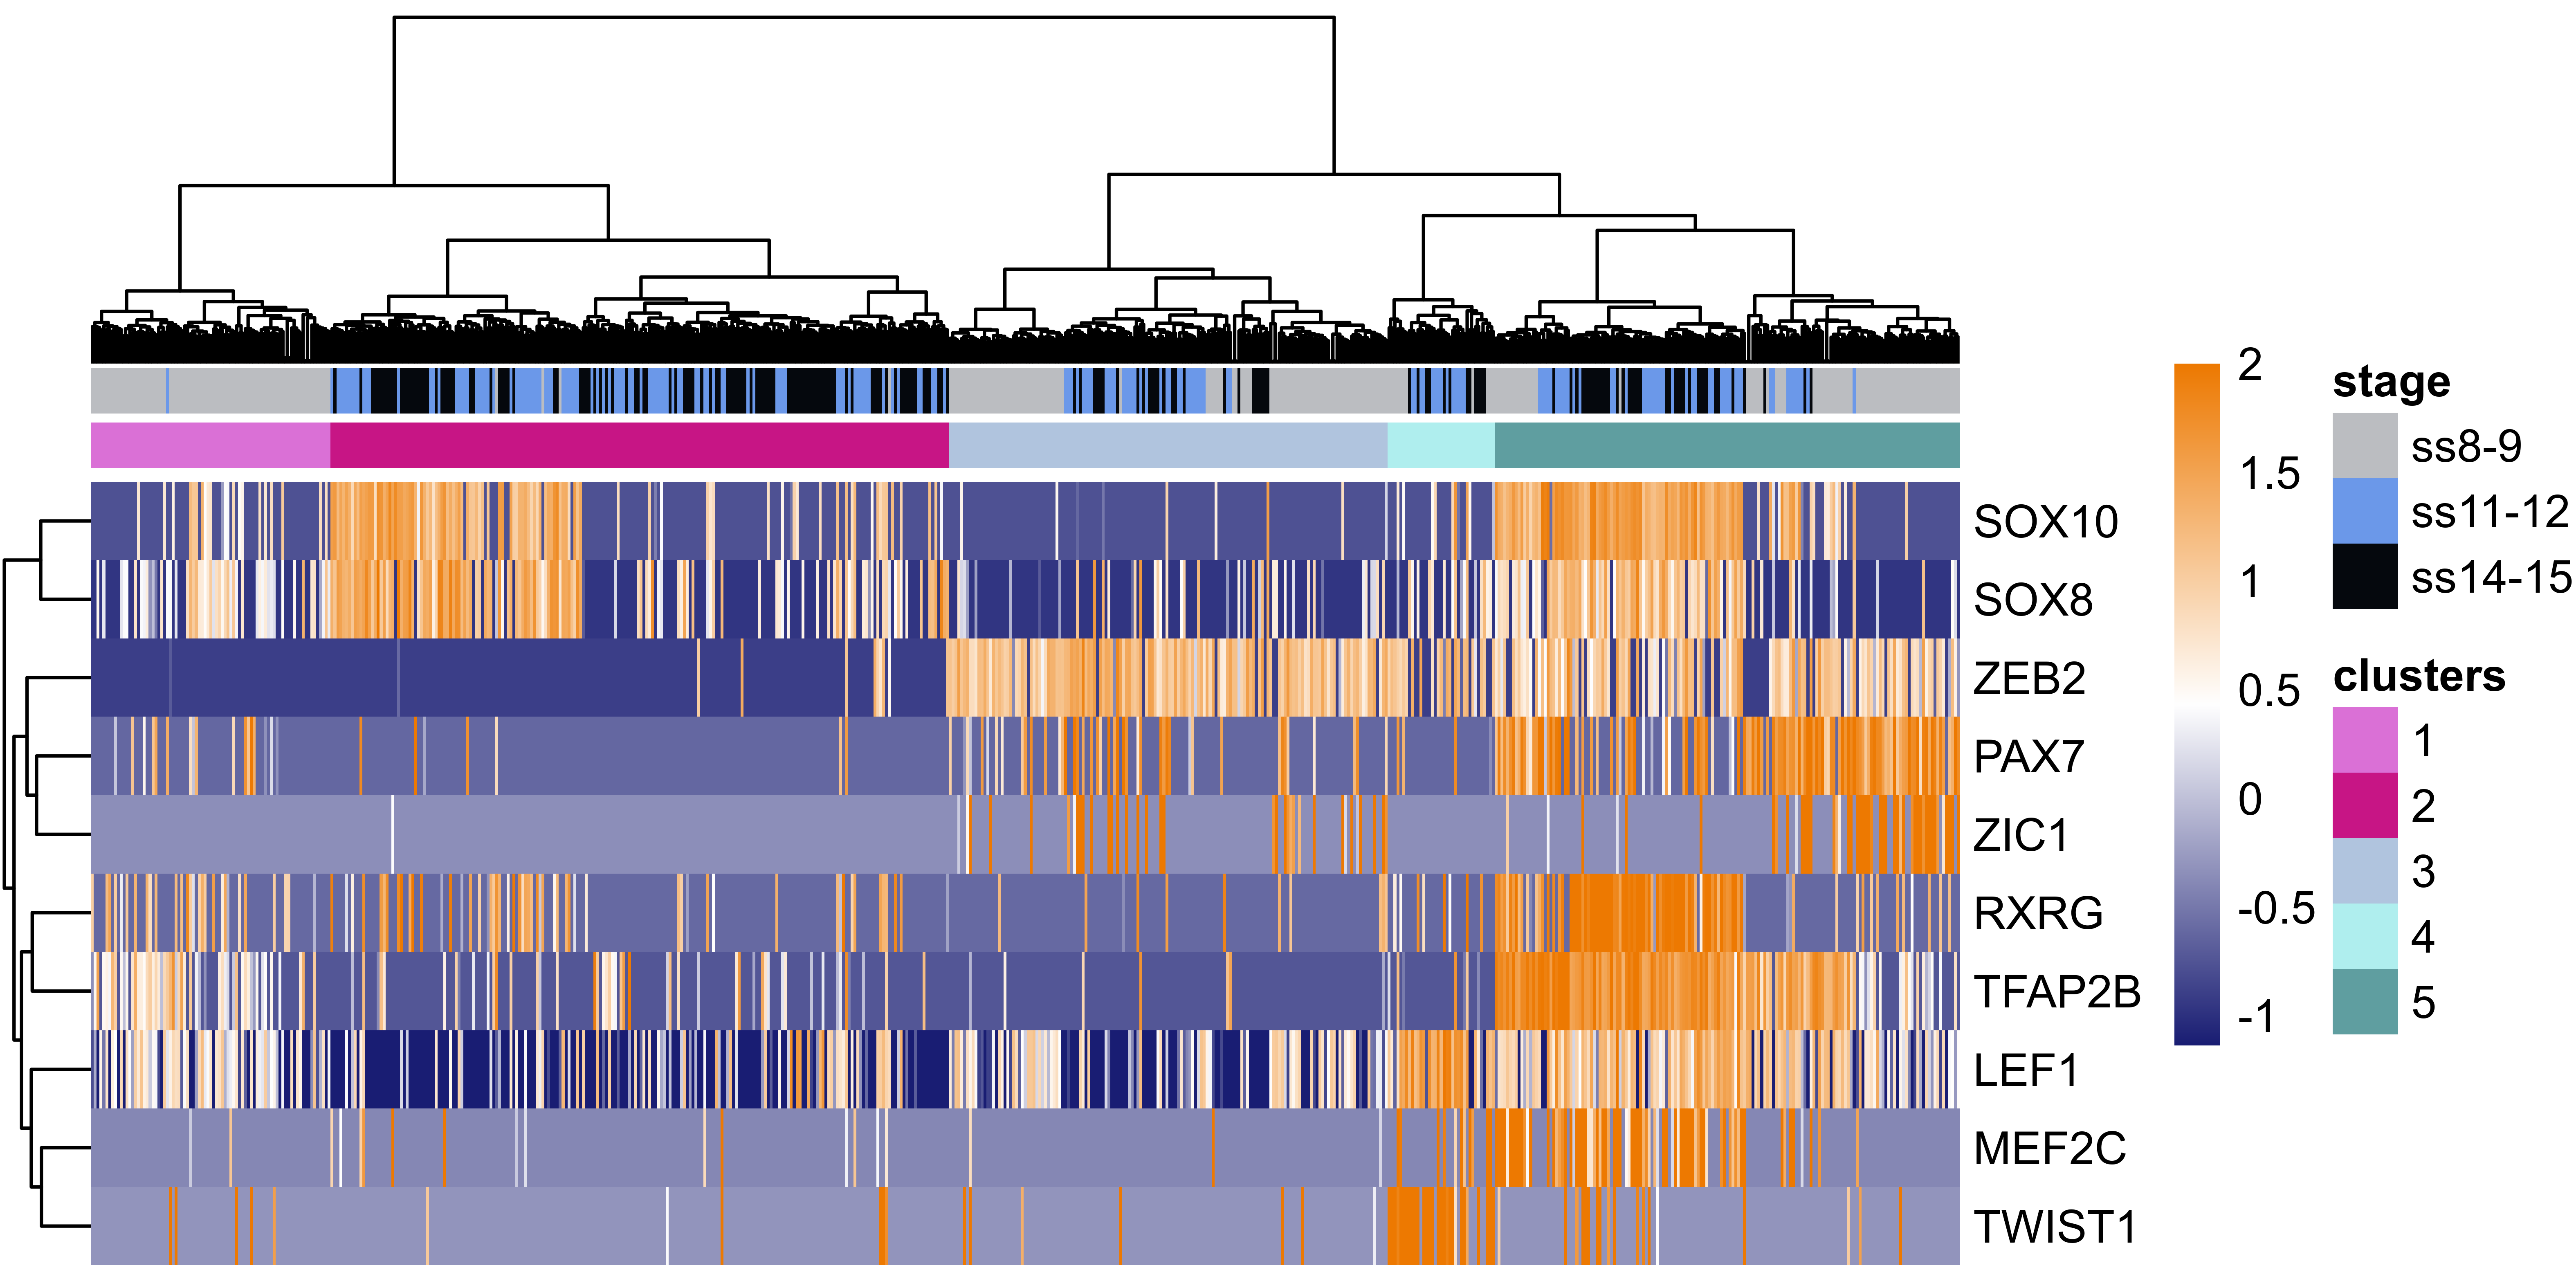 SOX10
SOX8
ZEB2
PAX7
ZIC1
RXRG
TFAP2B
LEF1
MEF2C
TWIST1
2
1.5
1
0.5
0
-0.5
-1
stage
ss8-9
ss11-12
ss14-15
clusters
1
2
3
4
5